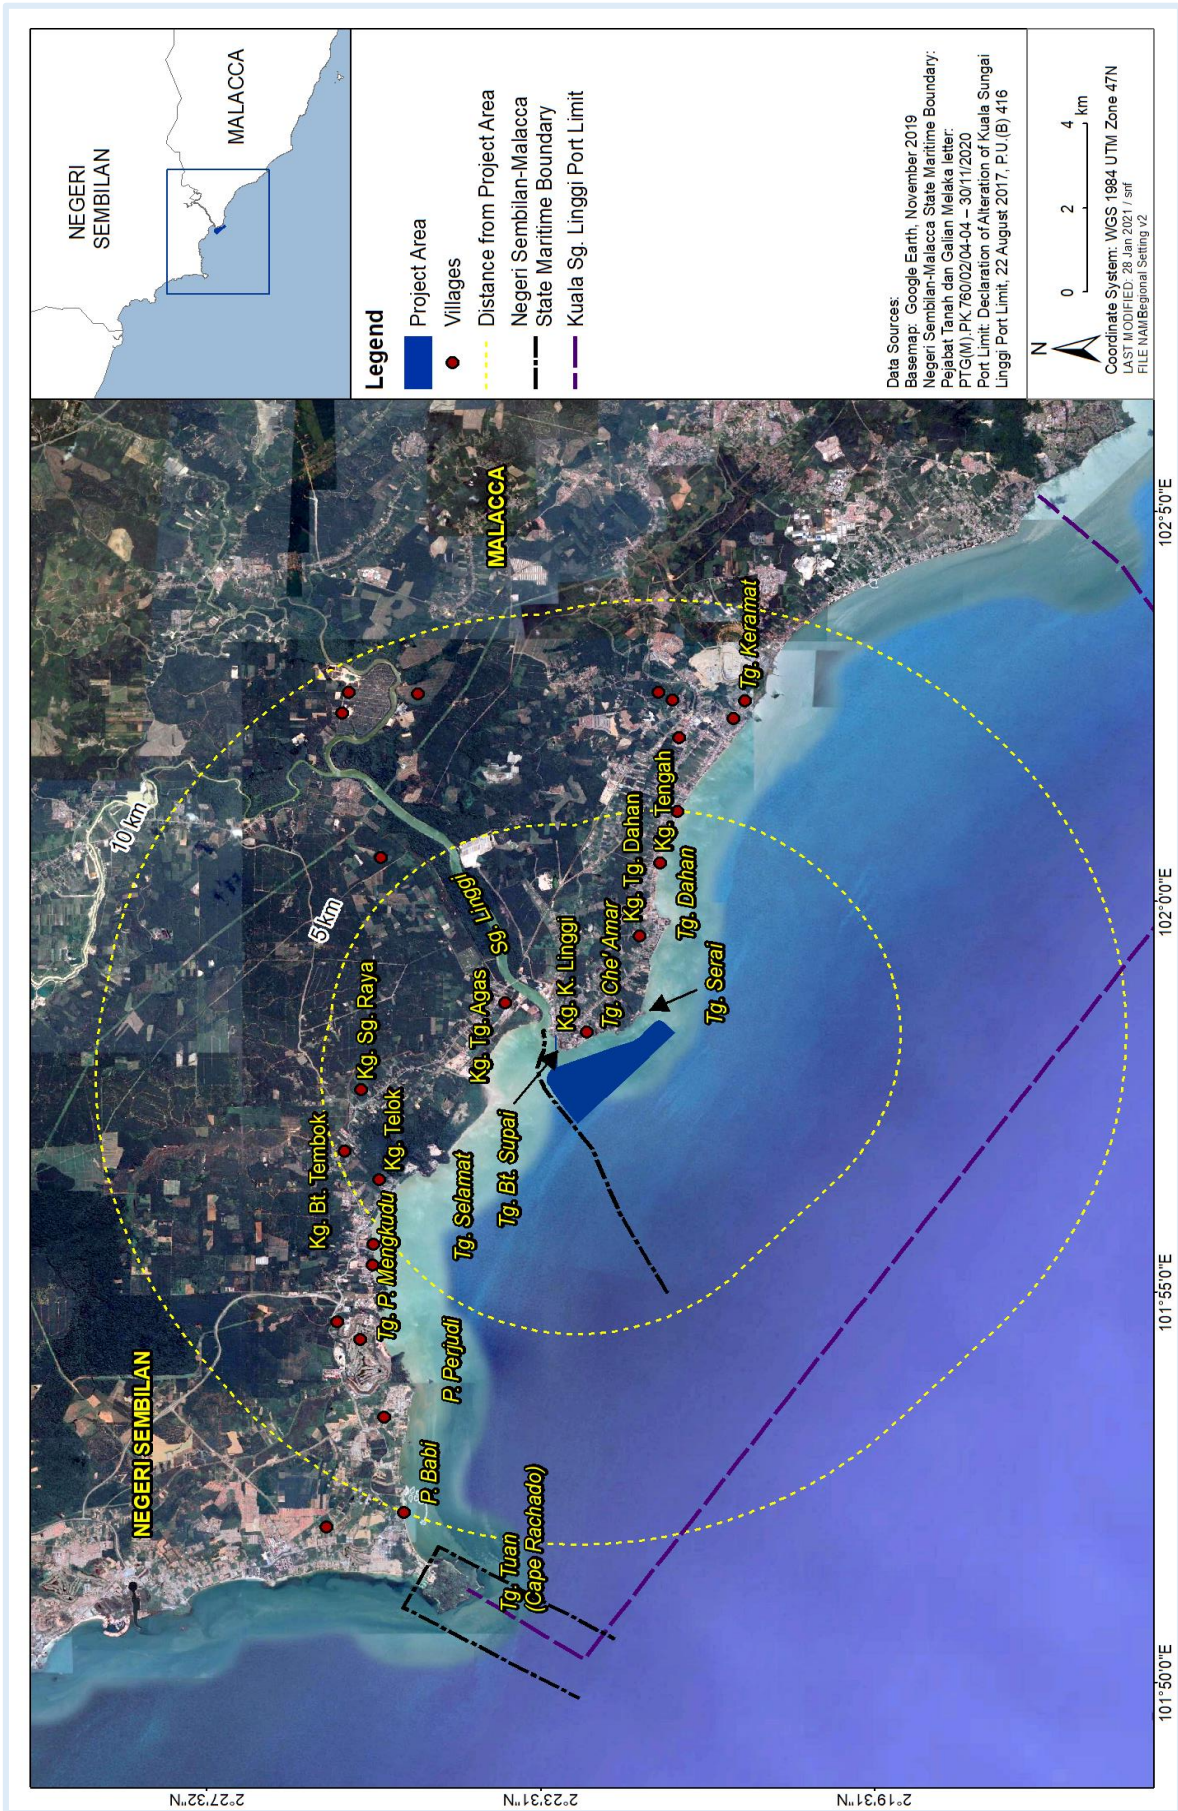 NEGERI SEMBILAN
10 km
5 km
MALACCA
Kg. Bt. Tembok
Kg. Sg. Raya
Kg. Telok
Tg. P. Mengkudu
Kg. Tg. Agas
Sg. Linggi
P. Babi
P. Perjudi
Tg. Selamat
Tg. Bt. Supai
Kg. K. Linggi
Tg. Che' Amar
Kg. Tg. Dahan
Kg. Tengah
Tg. Keramat
Tg. Dahan
Tg. Serai
Tg. Tuan
(Cape Rachado)
2°27'32"N
2°23'31"N
2°19'31"N
101°50'0"E
101°55'0"E
102°0'0"E
102°5'0"E
NEGERI
SEMBILAN
MALACCA
Legend
Project Area
Villages
Distance from Project Area
Negeri Sembilan-Malacca
State Maritime Boundary
Kuala Sg. Linggi Port Limit
Data Sources:
Basemap: Google Earth, November 2019
Negeri Sembilan-Malacca State Maritime Boundary:
Pejabat Tanah dan Galian Melaka letter:
PTG(M).PK.760/02/04-04 – 30/11/2020
Port Limit: Declaration of Alteration of Kuala Sungai
Linggi Port Limit, 22 August 2017, P.U.(B) 416
N
0 2 4
km
Coordinate System: WGS 1984 UTM Zone 47N
LAST MODIFIED: 28 Jan 2021 / snf
FILE NAMERegional Setting v2